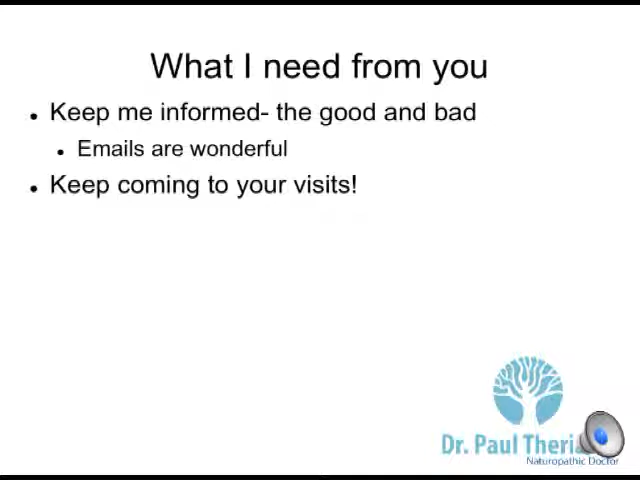 What I need from you
Keep me informed- the good and bad
Emails are wonderful
Keep coming to your visits!
Dr. Paul
Naturopathic Doctor